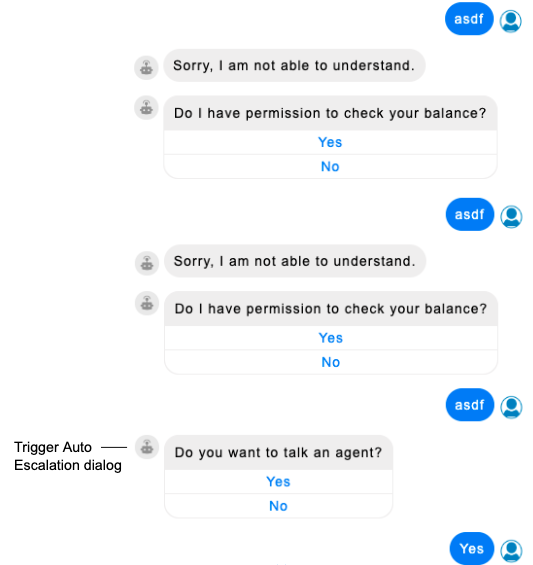 asdf
Sorry, I am not able to understand.
Do I have permission to check your balance?
Yes
No
asdf
Sorry, I am not able to understand.
Do I have permission to check your balance?
Yes
No
asdf
Trigger Auto
Escalation dialog
Do you want to talk an agent?
Yes
No
Yes